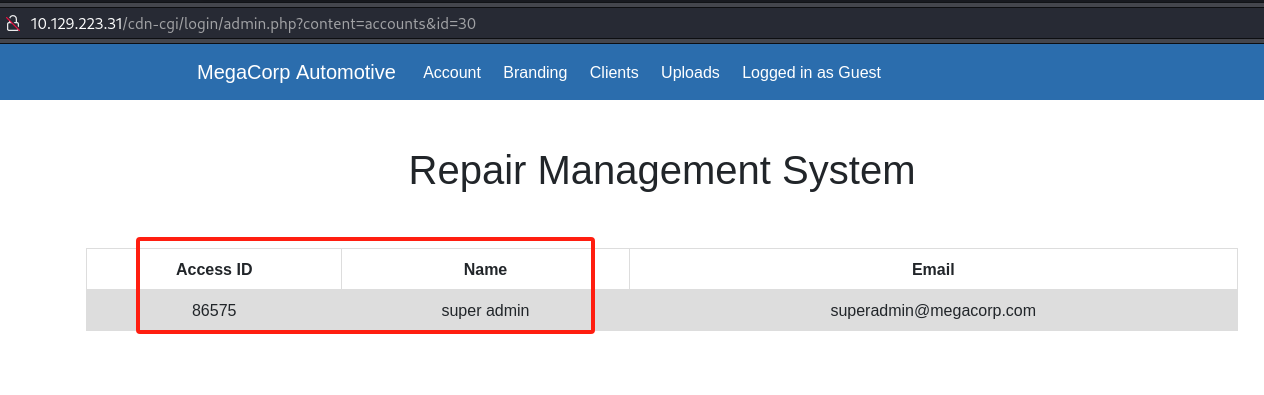 10.129.223.31/cdn-cgi/login/admin.php?content=accounts&id=30
MegaCorp Automotive Account Branding Clients Uploads Logged in as Guest
Repair Management System
Access ID Name Email
86575 super admin superadmin@megacorp.com